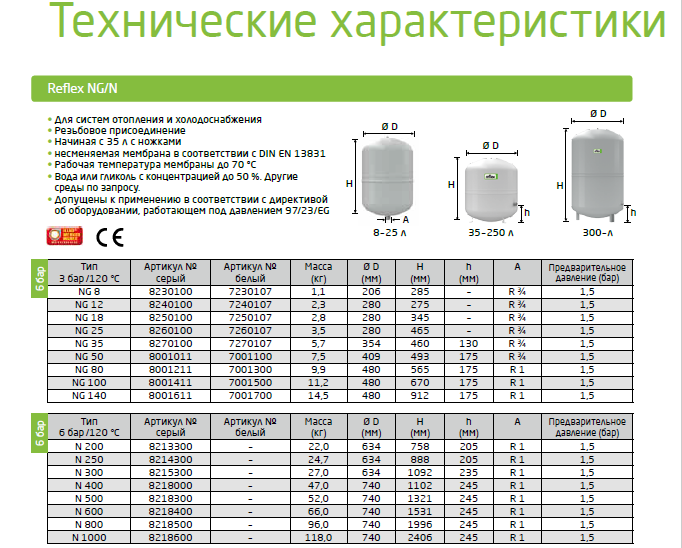 Технические характеристики
Reflex NG/N
• Для систем отопления и холодоснабжения
• Резьбовое присоединение
• Начиная с 35 л с ножками
• несменяемая мембрана в соответствии с DIN EN 13831
• Рабочая температура мембраны до 70 °C
• Вода или гликоль с концентрацией до 50 %. Другие
среды по запросу.
• Допущены к применению в соответствии с директивой
об оборудовании, работающем под давлением 97/23/EG
CE
Ø D
H
A
8–25 л
Ø D
H
h
reflex
35–250 л
Ø D
H
h
300–л
6 бар
Тип 3 бар/120 °C Артикул № серый Артикул № белый Масса (кг) Ø D (мм) H (мм) h (мм) A Предварительное давление (бар)
NG 8 8230100 7230107 1,1 206 285 – R ¾ 1,5
NG 12 8240100 7240107 2,3 280 275 – R ¾ 1,5
NG 18 8250100 7250107 2,8 280 345 – R ¾ 1,5
NG 25 8260100 7260107 3,5 280 465 – R ¾ 1,5
NG 35 8270100 7270107 5,7 354 460 130 R ¾ 1,5
NG 50 8001011 7001100 7,5 409 493 175 R ¾ 1,5
NG 80 8001211 7001300 9,9 480 565 175 R 1 1,5
NG 100 8001411 7001500 11,2 480 670 175 R 1 1,5
NG 140 8001611 7001700 14,5 480 912 175 R 1 1,5
6 бар
Тип 6 бар/120 °C Артикул № серый Артикул № белый Масса (кг) Ø D (мм) H (мм) h (мм) A Предварительное давление (бар)
N 200 8213300 – 22,0 634 758 205 R 1 1,5
N 250 8214300 – 24,7 634 888 205 R 1 1,5
N 300 8215300 – 27,0 634 1092 235 R 1 1,5
N 400 8218000 – 47,0 740 1102 245 R 1 1,5
N 500 8218300 – 52,0 740 1321 245 R 1 1,5
N 600 8218400 – 66,0 740 1531 245 R 1 1,5
N 800 8218500 – 96,0 740 1996 245 R 1 1,5
N 1000 8218600 – 118,0 740 2406 245 R 1 1,5